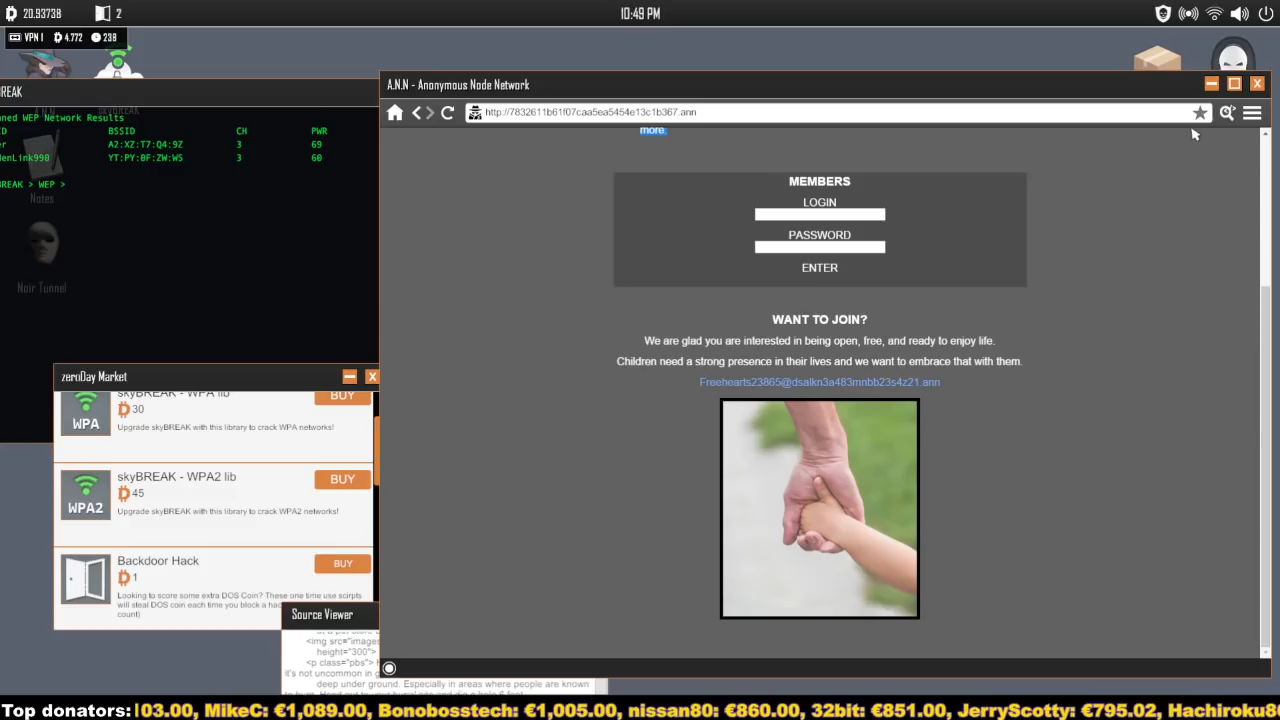 20.93738
2
10:49 PM
VPN 1 4.772 238
BREAK
A.N.N - Anonymous Node Network
http://7832611b61f07caa5ea5454e13c1b367.ann
nned WEP Network Results
BSSID CH PWR
er A2:XZ:T7:Q4:9Z 3 69
denLink990 YT:PY:0F:ZW:W5 3 60
BREAK > WEP >
Notes
Noir Tunnel
more.
MEMBERS
LOGIN
PASSWORD
ENTER
WANT TO JOIN?
We are glad you are interested in being open, free, and ready to enjoy life.
Children need a strong presence in their lives and we want to embrace that with them.
Freehearts23865@dsalkn3a483mnbb23s4z21.ann
zeroDay Market
skyBREAK - WPA lib
BUY
WPA
30
Upgrade skyBREAK with this library to crack WPA networks!
skyBREAK - WPA2 lib
BUY
WPA2
45
Upgrade skyBREAK with this library to crack WPA2 networks!
Backdoor Hack
BUY
1
Looking to score some extra DOS Coin? These one time use scirpts
will steal DOS coin each time you block a ha
count)
Source Viewer
<img src="images
height="300">
<p class="pbs">
it's not uncommon in g
deep under ground. Especially in areas where people are known
Top donators: 03.00, MikeC: €1,089.00, Bonobosstech: €1,005.00, nissan80: €860.00, 32bit: €851.00, JerryScotty: €795.02, Hachiroku8